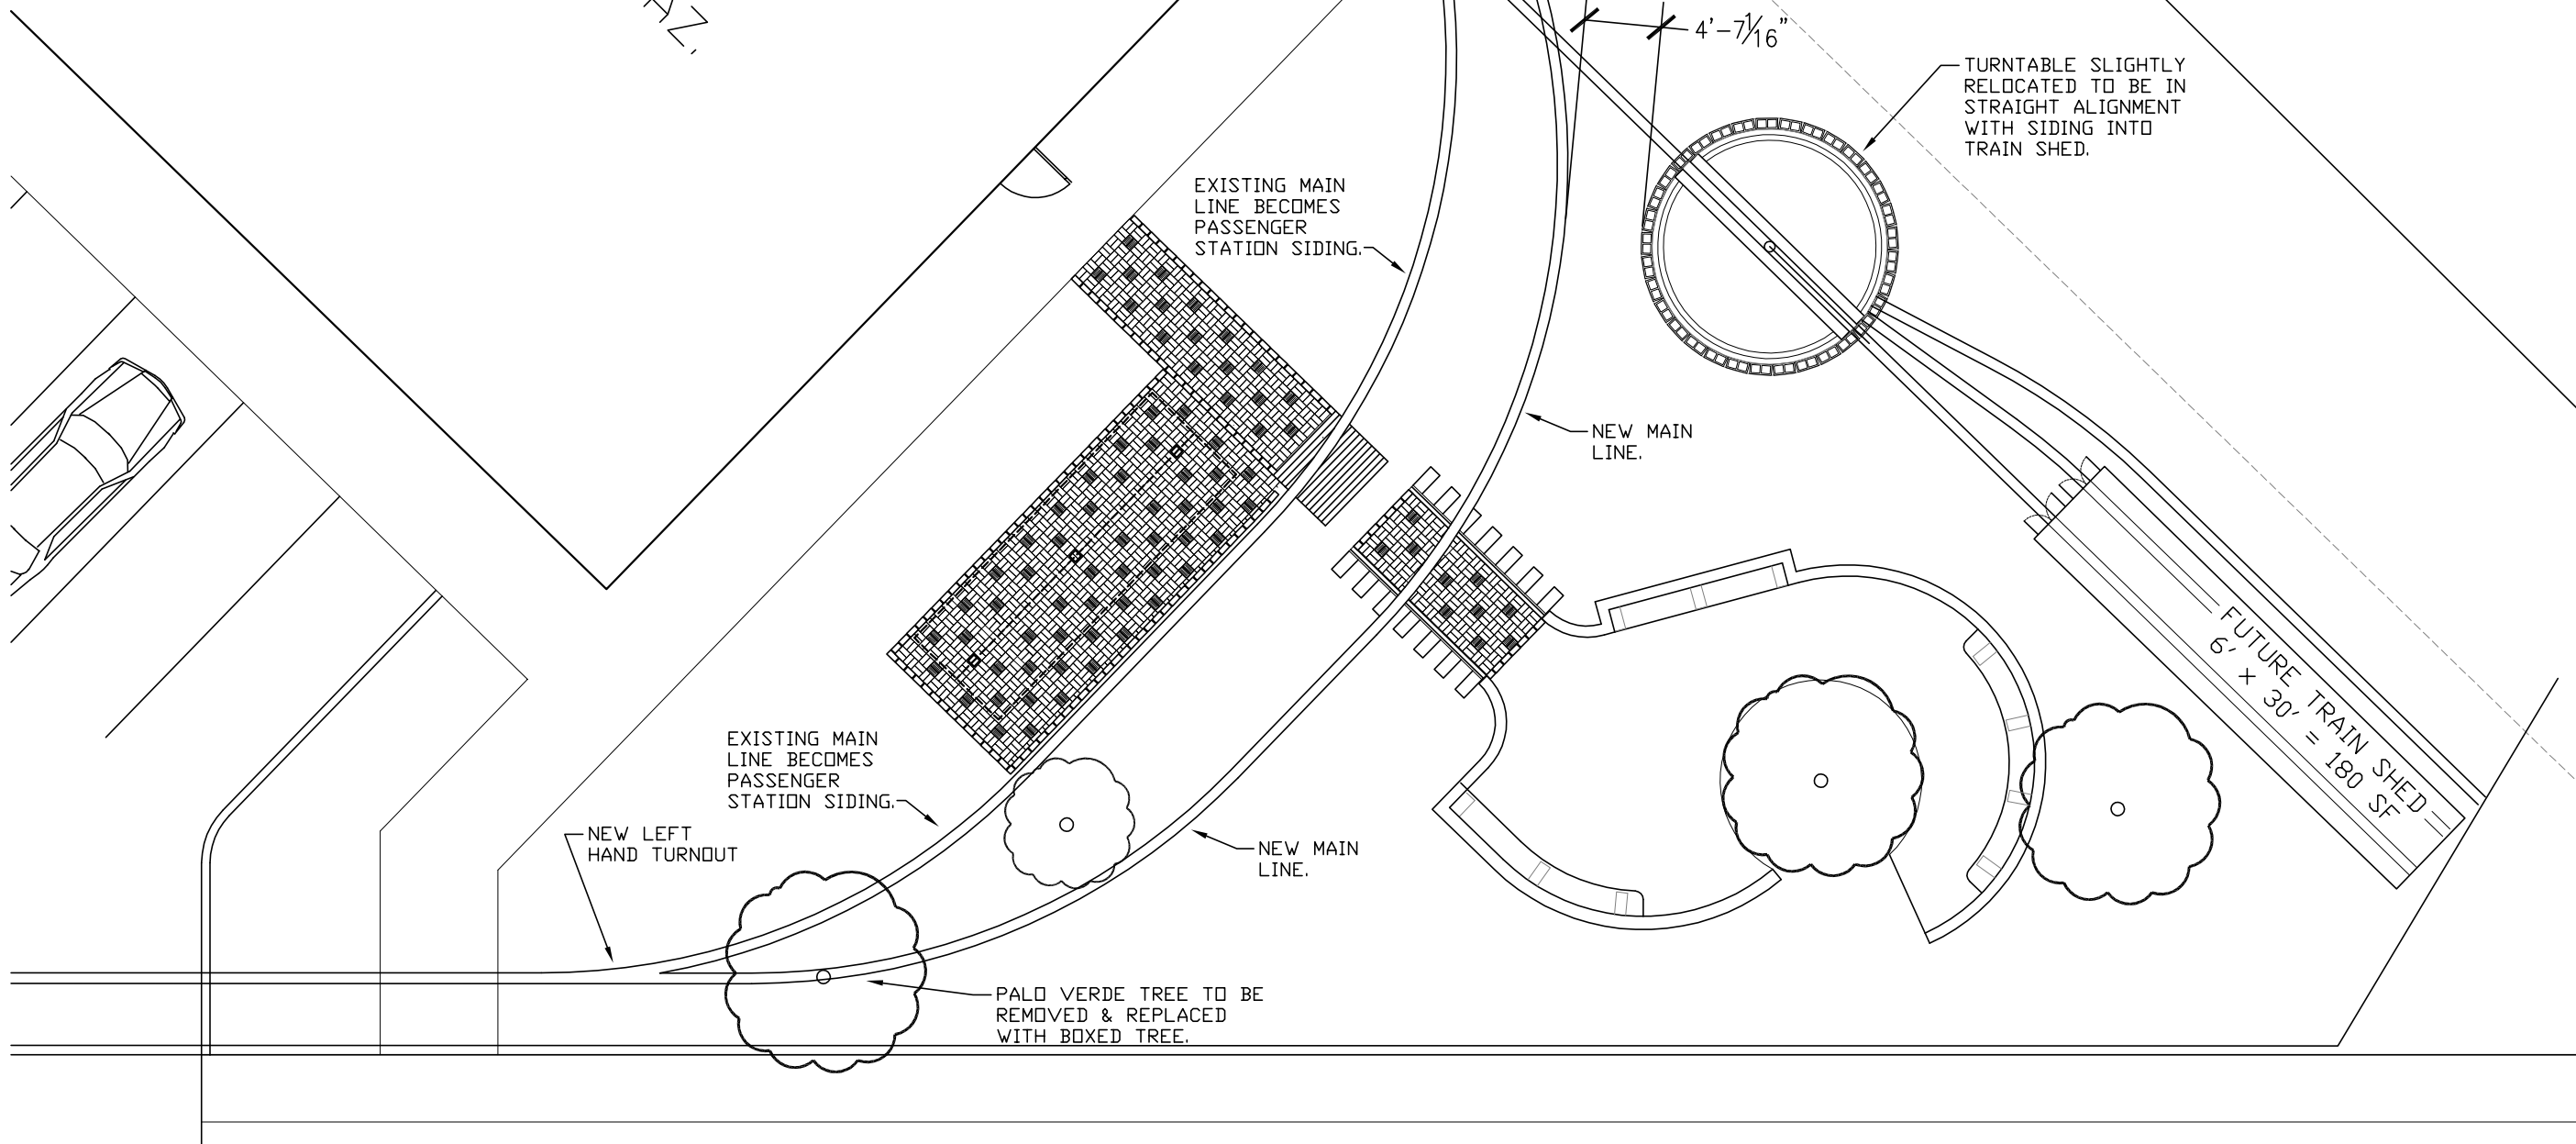 AZ.
4'-7 1/16"
TURNTABLE SLIGHTLY
RELOCATED TO BE IN
STRAIGHT ALIGNMENT
WITH SIDING INTO
TRAIN SHED.
EXISTING MAIN
LINE BECOMES
PASSENGER
STATION SIDING.
NEW MAIN
LINE.
FUTURE TRAIN SHED
6' X 30' = 180 SF
EXISTING MAIN
LINE BECOMES
PASSENGER
STATION SIDING.
NEW LEFT
HAND TURNOUT
NEW MAIN
LINE.
PALO VERDE TREE TO BE
REMOVED & REPLACED
WITH BOXED TREE.